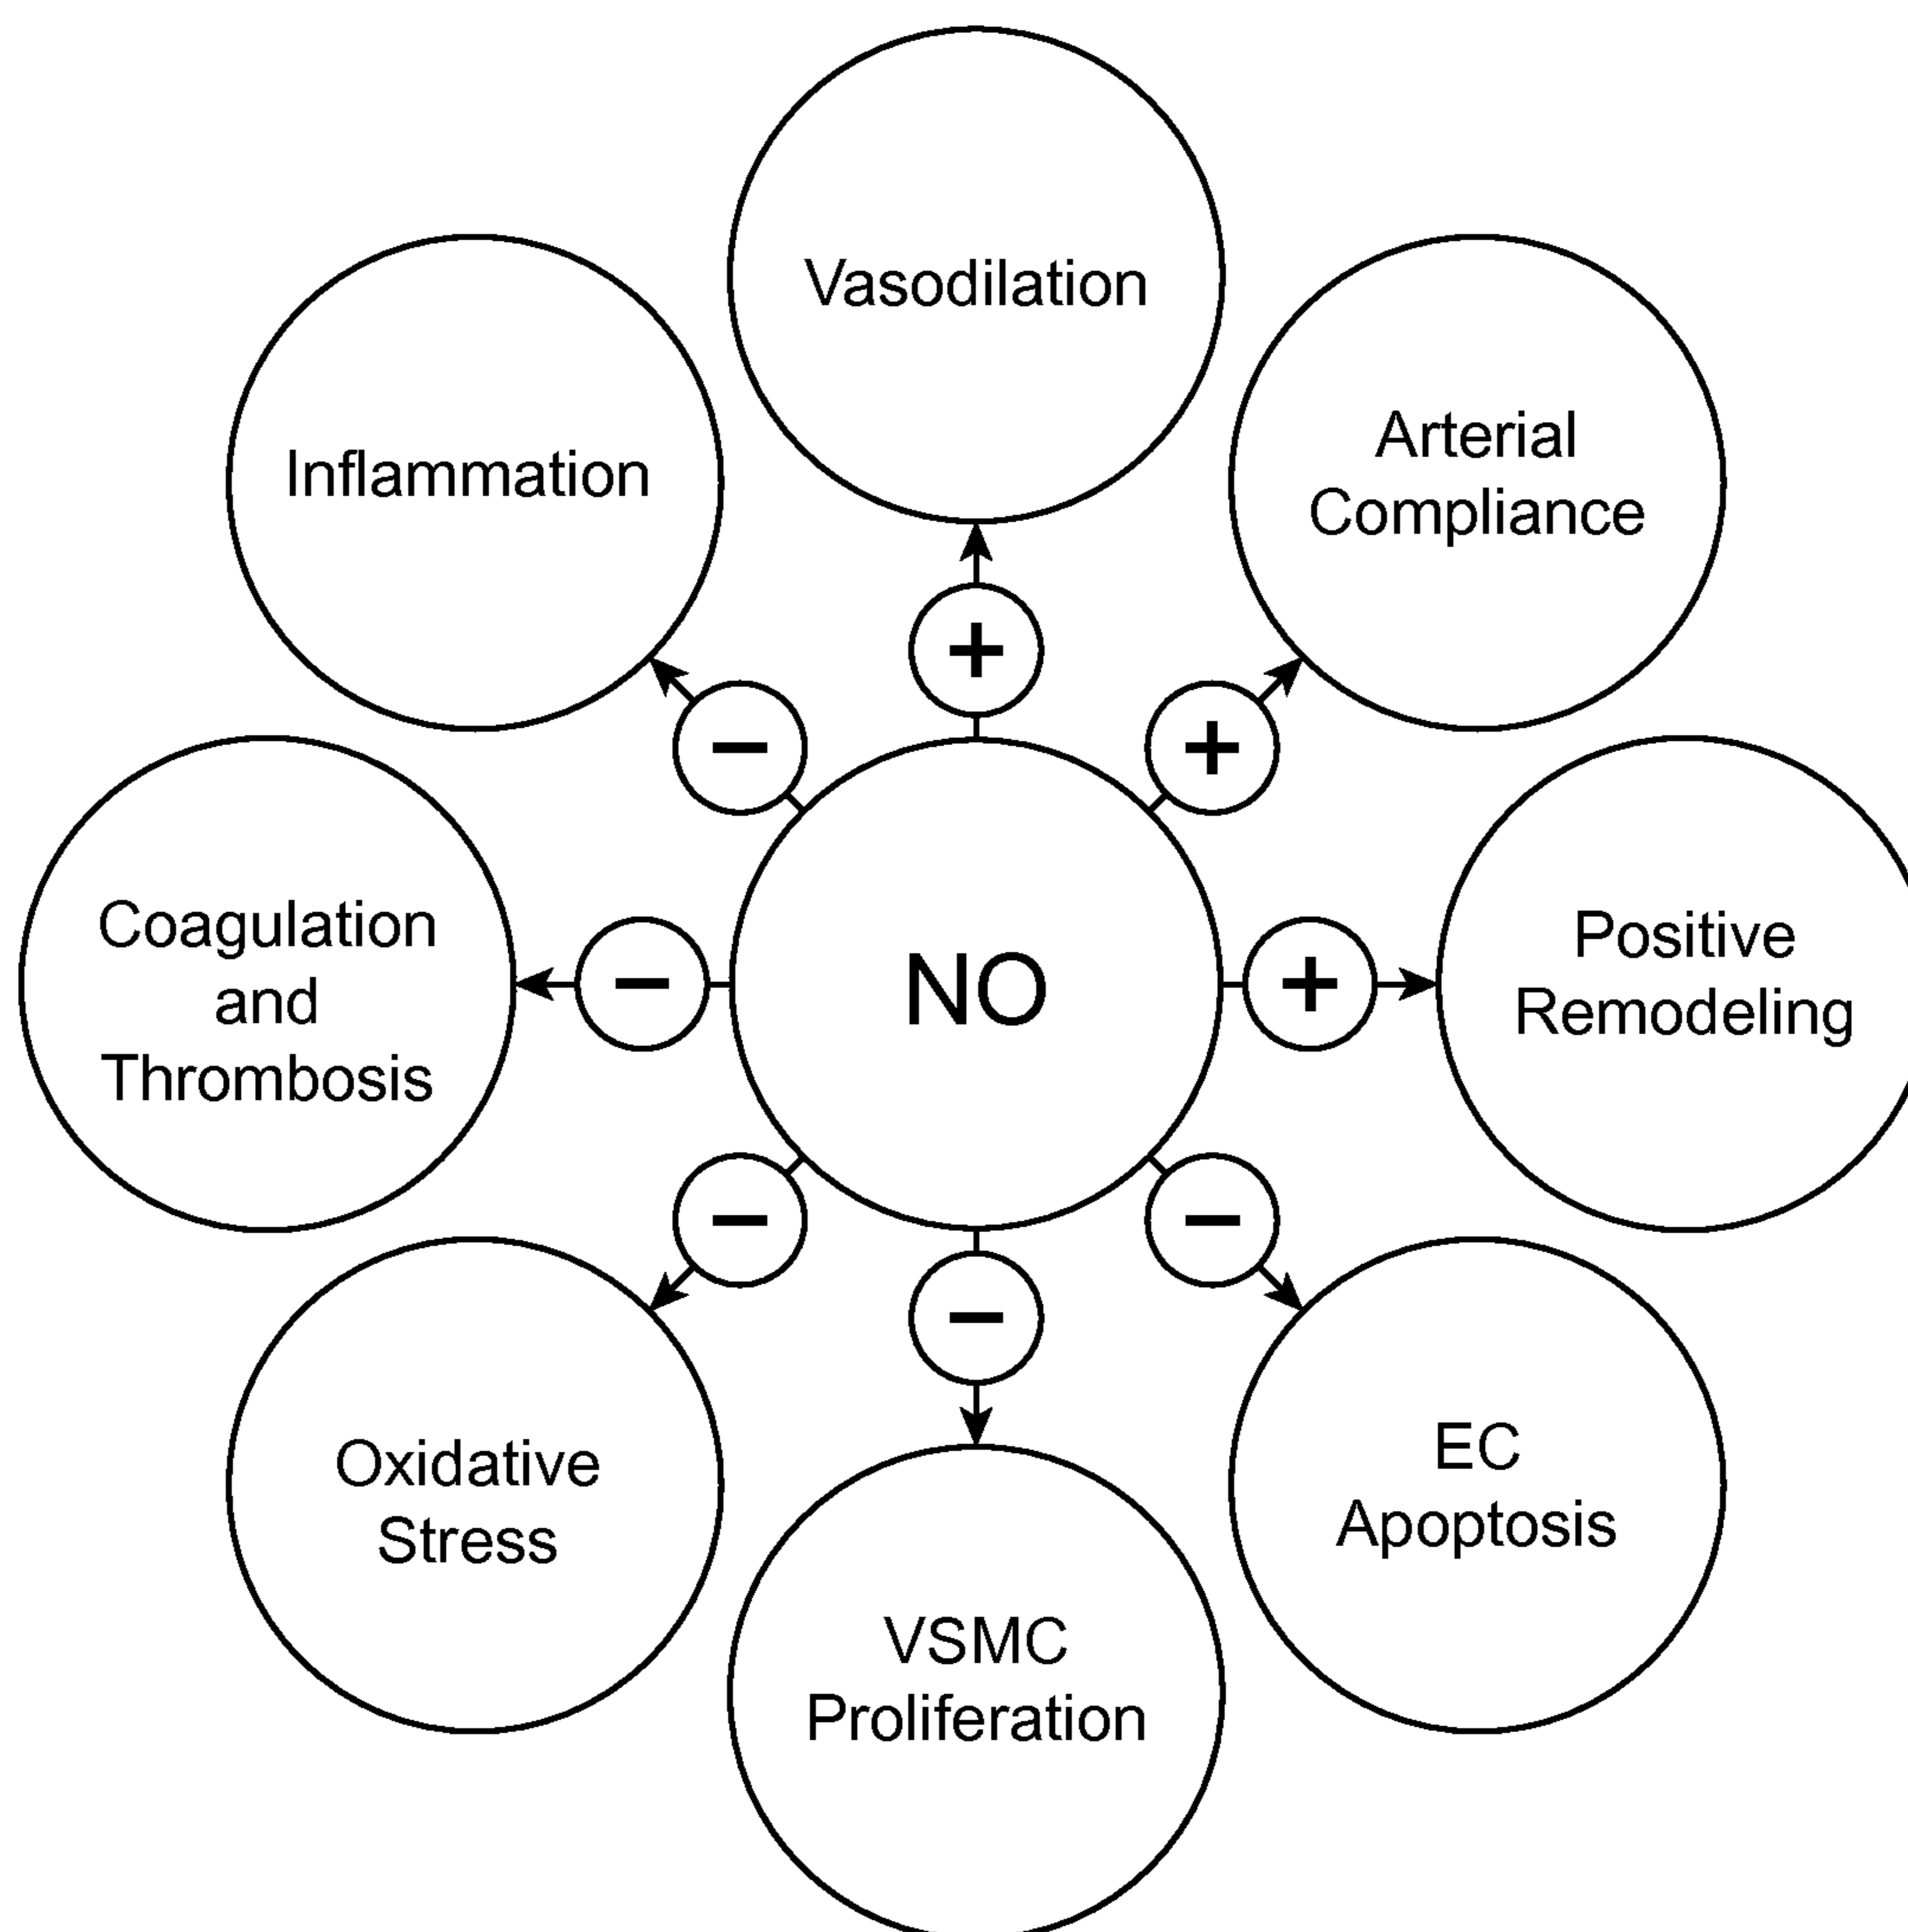 Vasodilation
Inflammation
Arterial
Compliance
+
−
+
Coagulation
and
Thrombosis
−
NO
+
Positive
Remodeling
−
−
−
Oxidative
Stress
EC
Apoptosis
VSMC
Proliferation